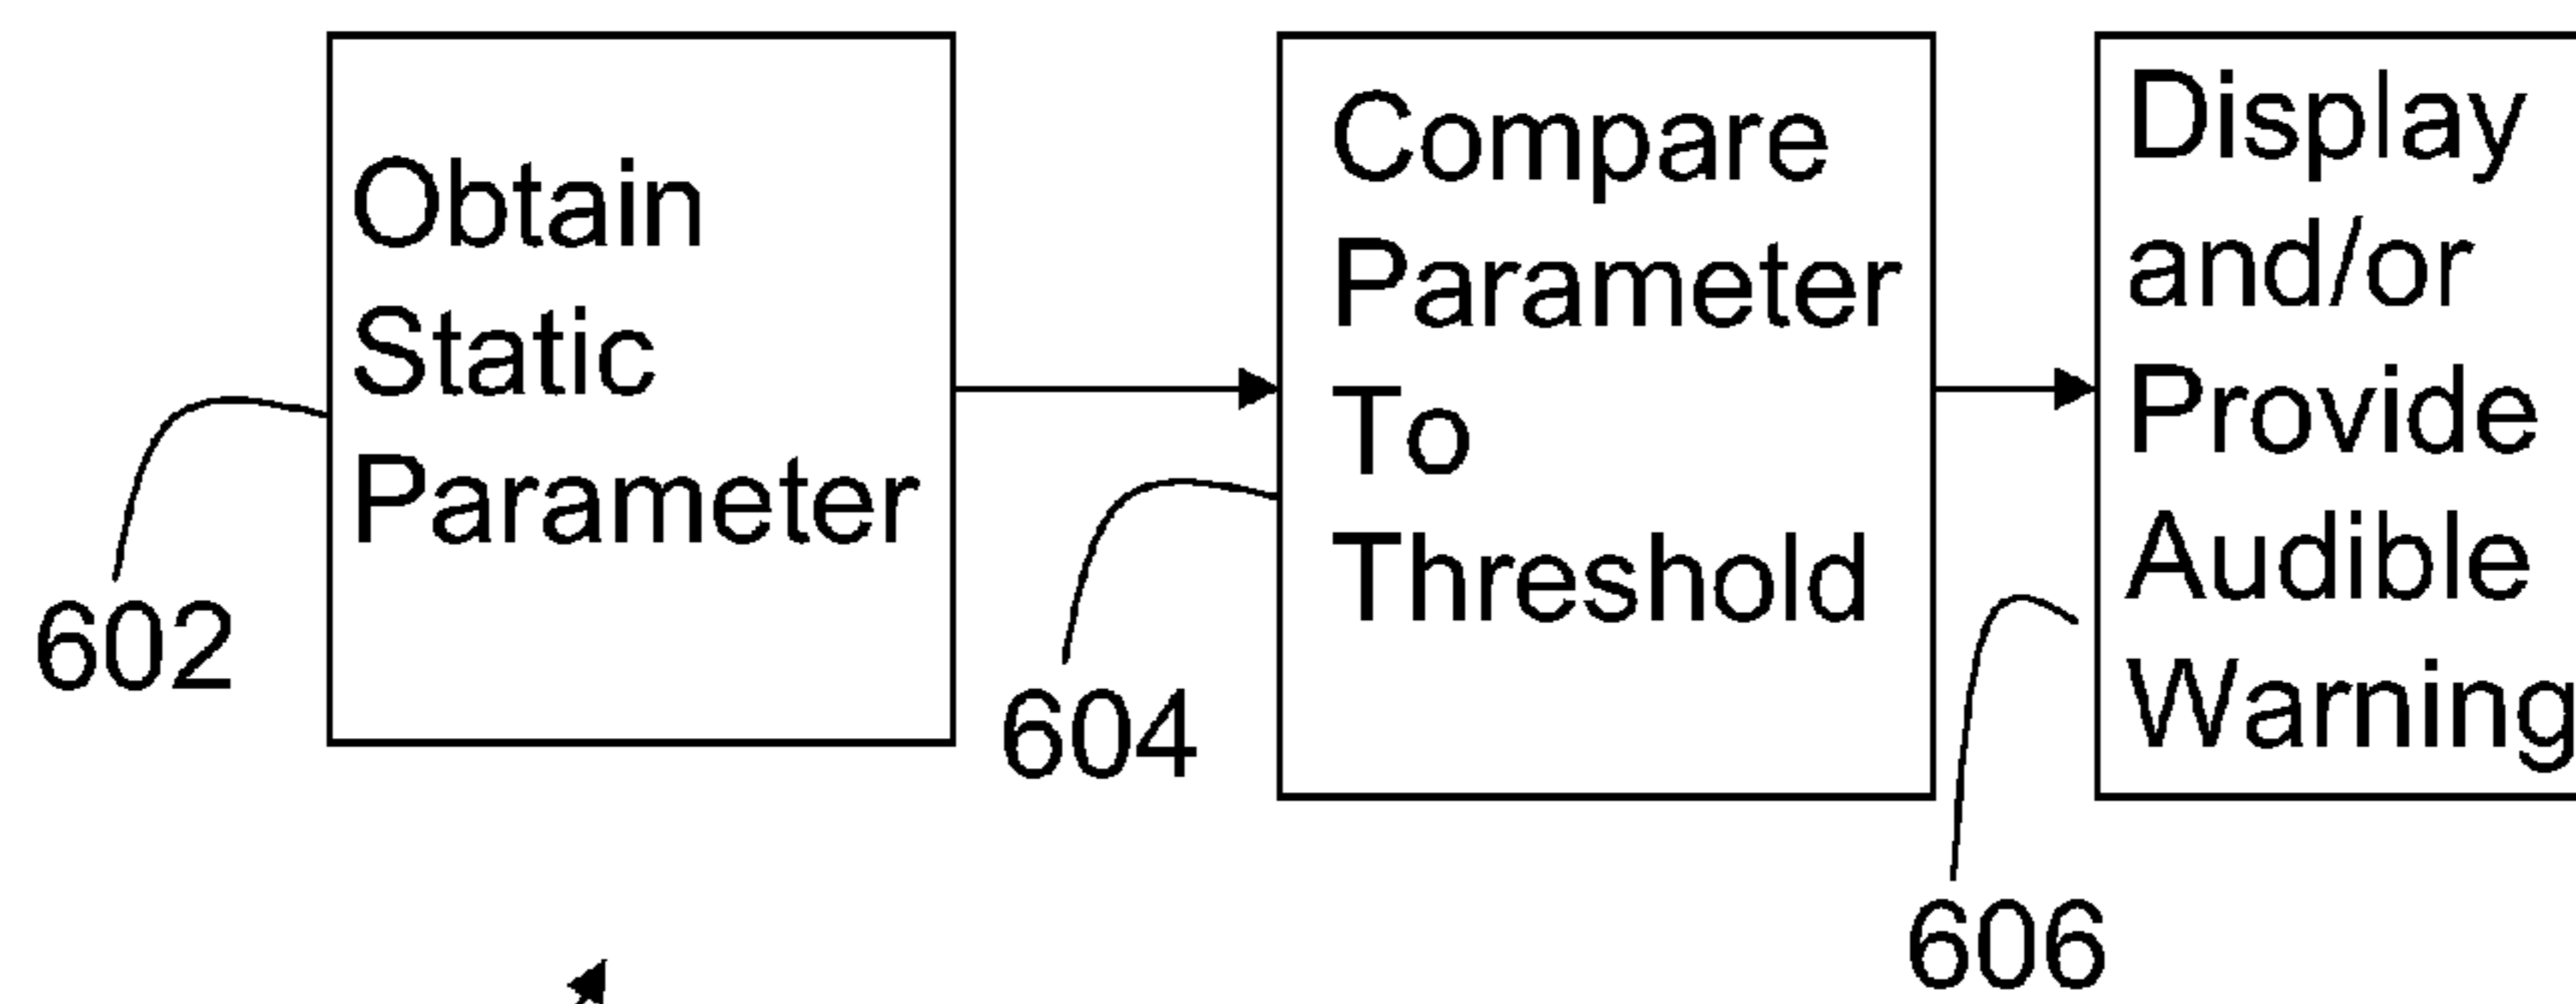 Obtain
Static
Parameter
602
Compare
Parameter
To
Threshold
604
Display
and/or
Provide
Audible
Warning
606